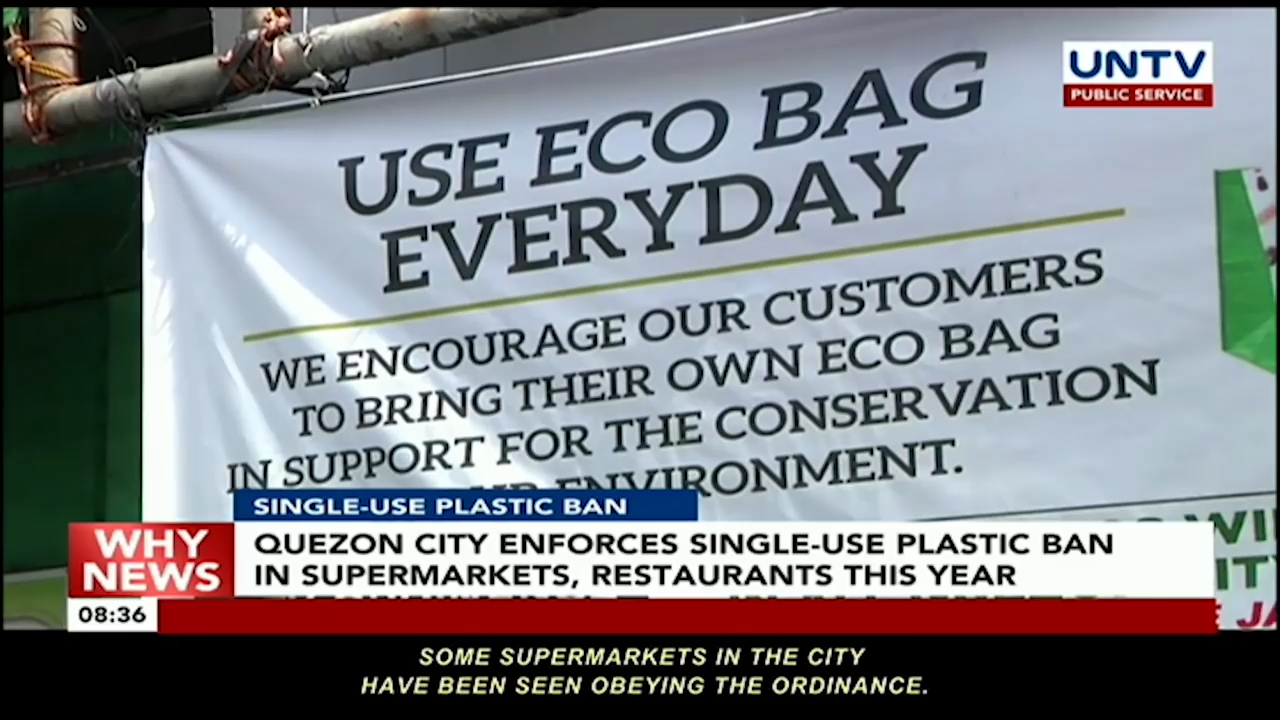 UNTV
PUBLIC SERVICE
USE ECO BAG
EVERYDAY
WE ENCOURAGE OUR CUSTOMERS
TO BRING THEIR OWN ECO BAG
IN SUPPORT FOR THE CONSERVATION
ENVIRONMENT.
SINGLE-USE PLASTIC BAN
WHY
NEWS
QUEZON CITY ENFORCES SINGLE-USE PLASTIC BAN
IN SUPERMARKETS, RESTAURANTS THIS YEAR
08:36
SOME SUPERMARKETS IN THE CITY
HAVE BEEN SEEN OBEYING THE ORDINANCE.